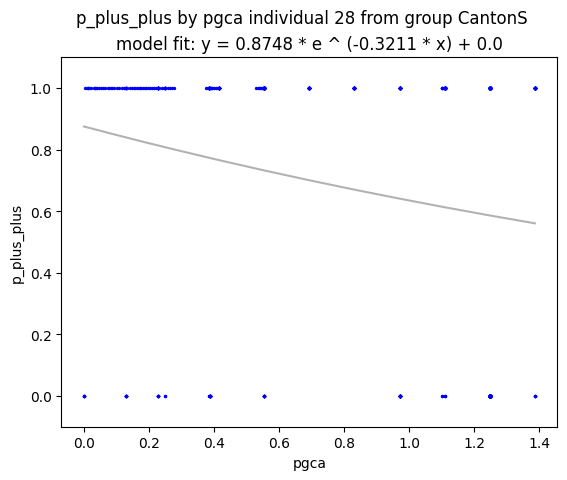 p_plus_plus by pgca individual 28 from group CantonS
model fit: y = 0.8748 * e ^ (-0.3211 * x) + 0.0
1.0
0.8
0.6
0.4
0.2
0.0
p_plus_plus
0.0 0.2 0.4 0.6 0.8 1.0 1.2 1.4
pgca